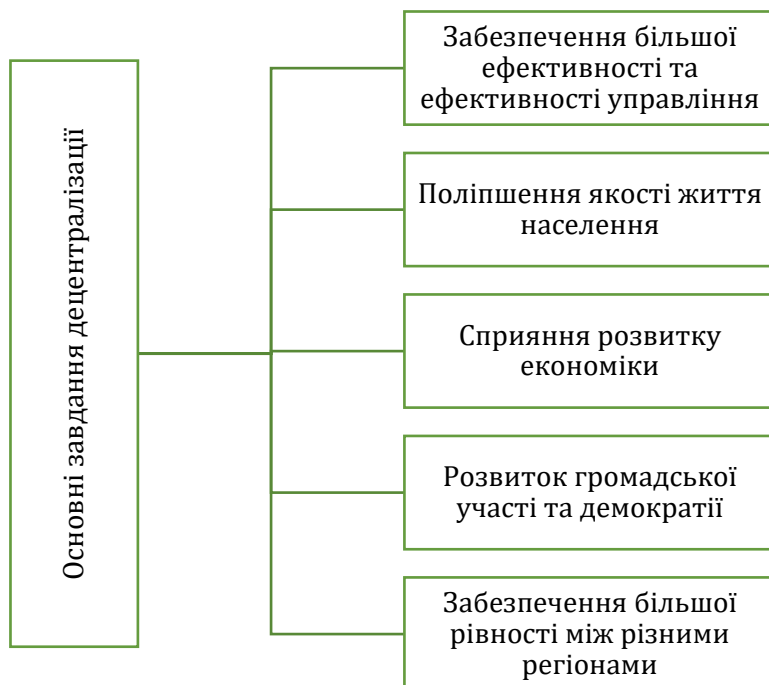 Основні завдання децентралізації
Забезпечення більшої
ефективності та
ефективності управління
Поліпшення якості життя
населення
Сприяння розвитку
економіки
Розвиток громадської
участі та демократії
Забезпечення більшої
рівності між різними
регіонами